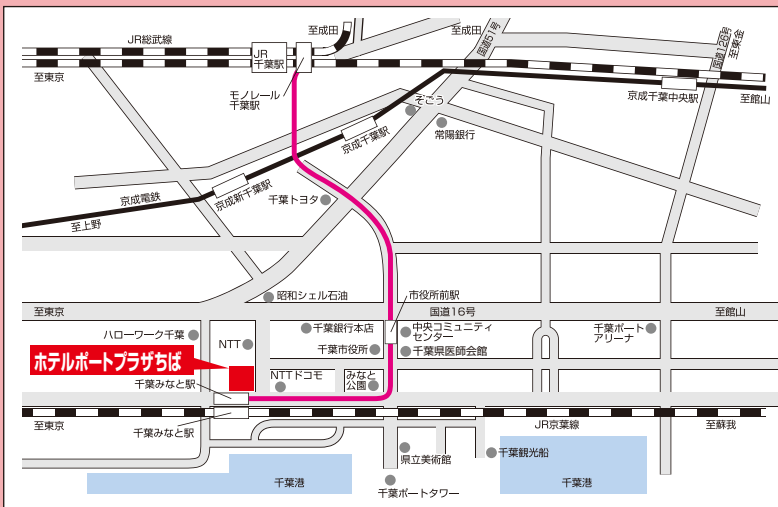 至成田
至成田
国道51号
国道126号
至東金
JR総武線
JR
千葉駅
至東京
モノレール
千葉駅
そごう
京成千葉中央駅
至館山
常陽銀行
京成千葉駅
京成新千葉駅
京成電鉄
千葉トヨタ
至上野
昭和シェル石油
市役所前駅
至東京
国道16号
至館山
ハローワーク千葉
NTT
千葉銀行本店
中央コミュニティ
センター
千葉ポート
アリーナ
千葉市役所
千葉県医師会館
ホテルポートプラザちば
NTTドコモ
みなと
公園
千葉みなと駅
至東京
千葉みなと駅
JR京葉線
至蘇我
県立美術館
千葉観光船
千葉港
千葉港
千葉ポートタワー